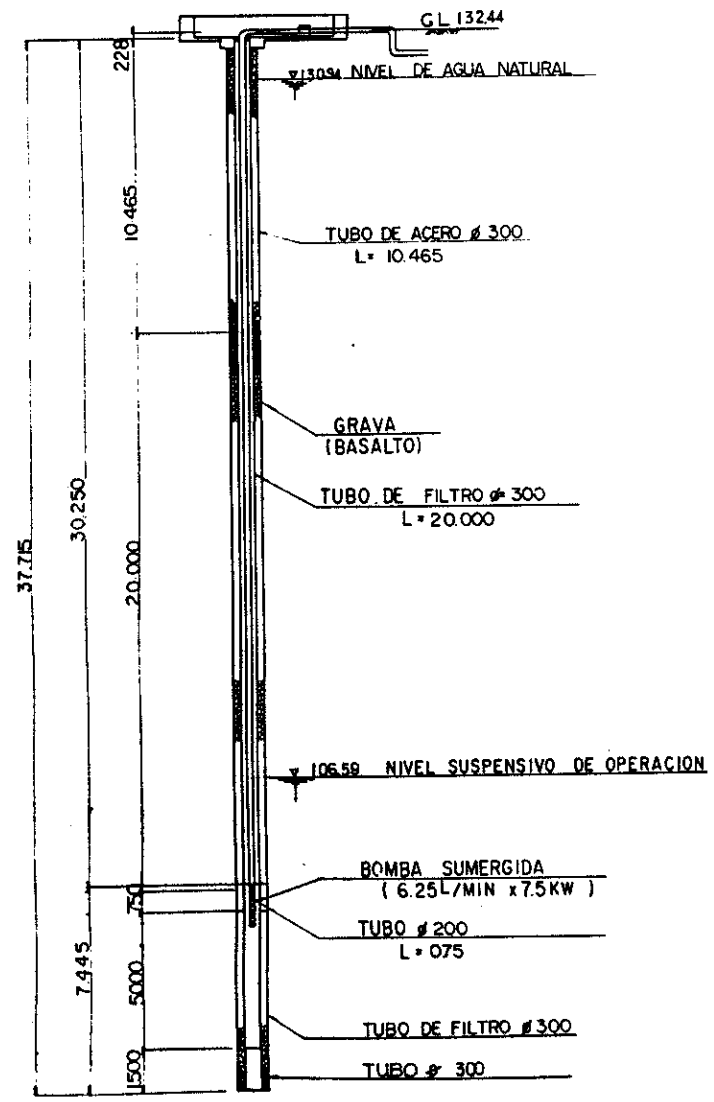 GL 132.44
228
130.94 NIVEL DE AGUA NATURAL
10.465
TUBO DE ACERO ø 300
L= 10.465
GRAVA
(BASALTO)
30.250
TUBO DE FILTRO ø= 300
L= 20.000
37.715
20.000
106.59 NIVEL SUSPENSIVO DE OPERACION
BOMBA SUMERGIDA
( 6.25L/MIN x 7.5KW )
750
TUBO ø 200
L= 075
7.445
5000
TUBO DE FILTRO ø 300
1500
TUBO ø 300